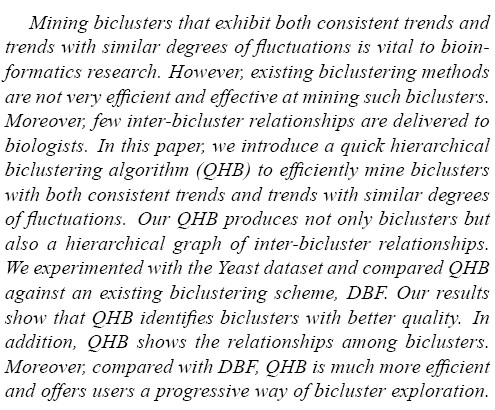 Mining biclusters that exhibit both consistent trends and
trends with similar degrees of fluctuations is vital to bioin-
formatics research. However, existing biclustering methods
are not very efficient and effective at mining such biclusters.
Moreover, few inter-bicluster relationships are delivered to
biologists. In this paper, we introduce a quick hierarchical
biclustering algorithm (QHB) to efficiently mine biclusters
with both consistent trends and trends with similar degrees
of fluctuations. Our QHB produces not only biclusters but
also a hierarchical graph of inter-bicluster relationships.
We experimented with the Yeast dataset and compared QHB
against an existing biclustering scheme, DBF. Our results
show that QHB identifies biclusters with better quality. In
addition, QHB shows the relationships among biclusters.
Moreover, compared with DBF, QHB is much more efficient
and offers users a progressive way of bicluster exploration.